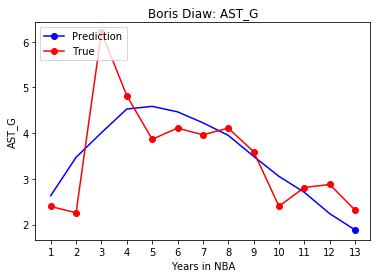 Boris Diaw: AST_G
Prediction
True
6
5
4
3
2
AST_G
1 2 3 4 5 6 7 8 9 10 11 12 13
Years in NBA